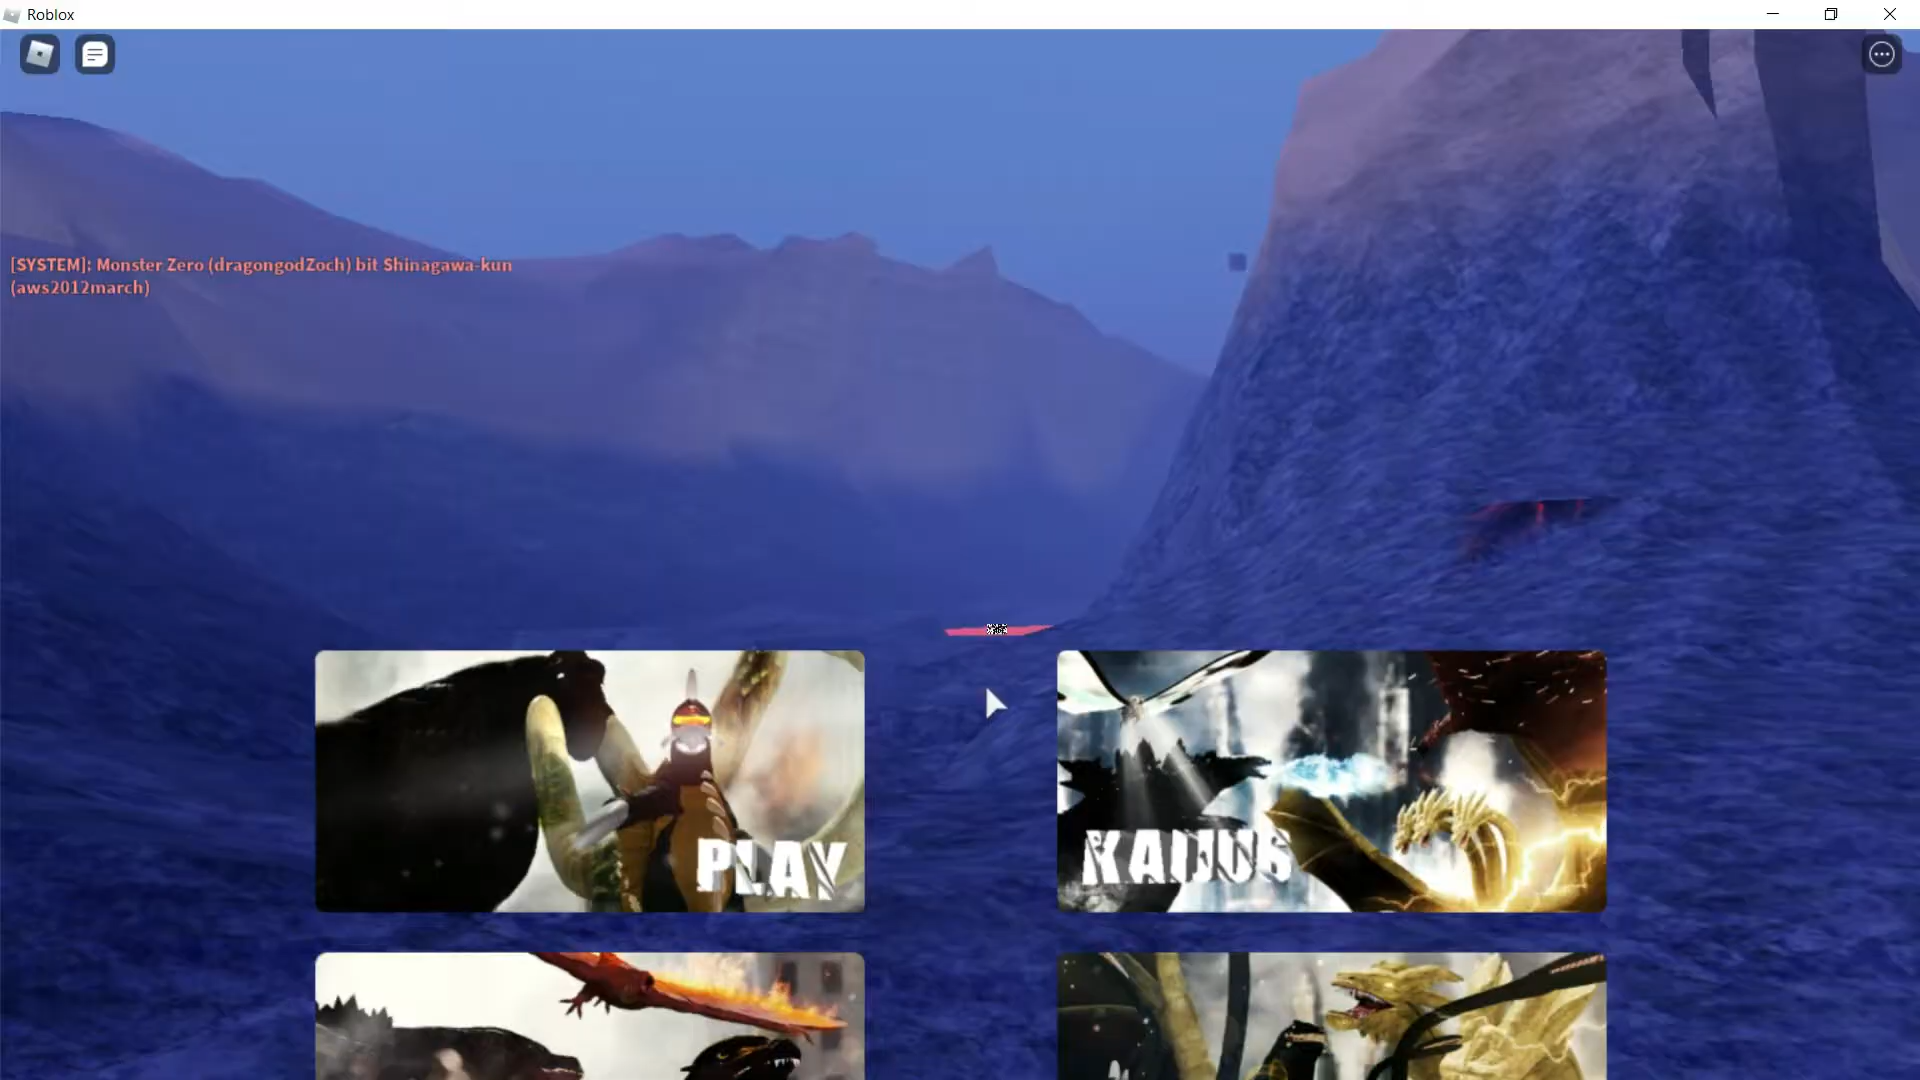 Roblox
[SYSTEM]: Monster Zero (dragongodZoch) bit Shinagawa-kun
(aws2012march)
PLAY
KAIJUS